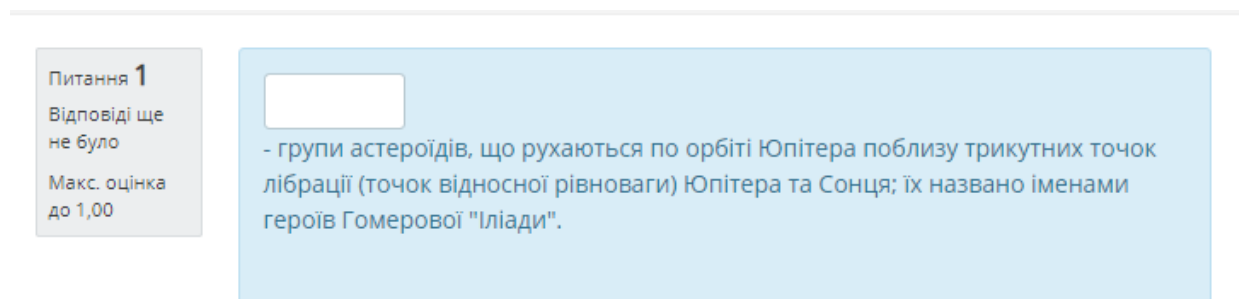 Питання 1
Відповіді ще
не було
Макс. оцінка
до 1,00
- групи астероїдів, що рухаються по орбіті Юпітера поблизу трикутних точок
лібрації (точок відносної рівноваги) Юпітера та Сонця; їх названо іменами
героїв Гомерової "Іліади".